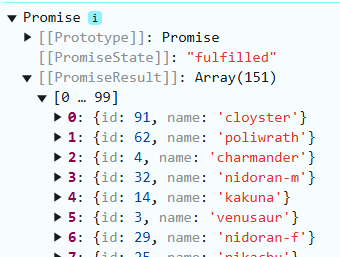 Promise i
[[Prototype]]: Promise
[[PromiseState]]: "fulfilled"
[[PromiseResult]]: Array(151)
[0 … 99]
0: {id: 91, name: 'cloyster'}
1: {id: 62, name: 'poliwrath'}
2: {id: 4, name: 'charmander'}
3: {id: 32, name: 'nidoran-m'}
4: {id: 14, name: 'kakuna'}
5: {id: 3, name: 'venusaur'}
6: {id: 29, name: 'nidoran-f'}
7: {id: 25, name: 'pikachu'}